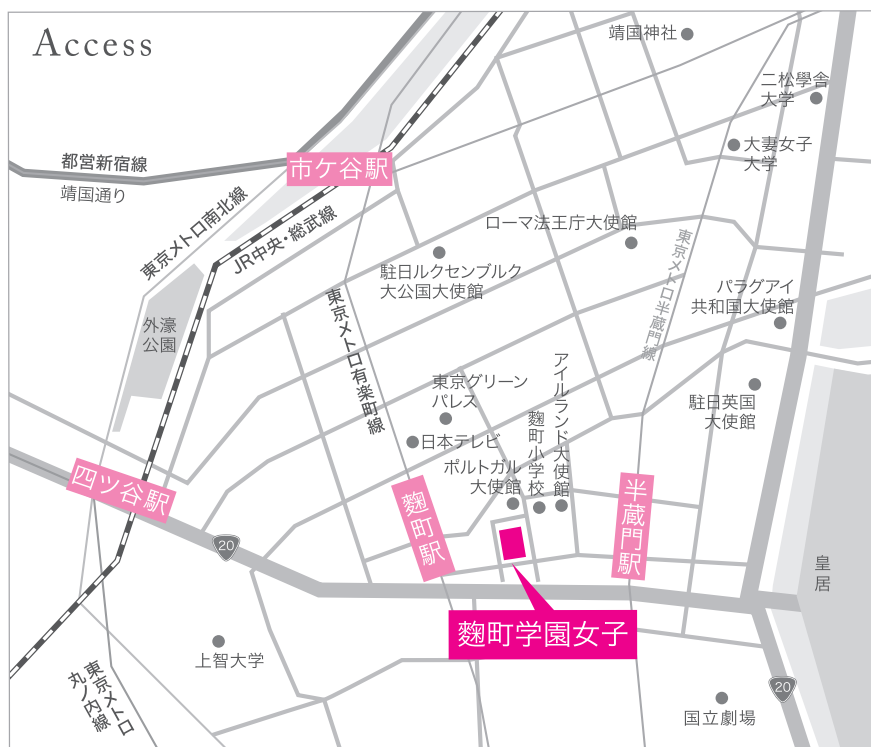 Access
靖国神社
二松學舎
大学
大妻女子
大学
都営新宿線
靖国通り
市ケ谷駅
東京メトロ南北線
JR中央・総武線
ローマ法王庁大使館
東京メトロ半蔵門線
駐日ルクセンブルク
大公国大使館
パラグアイ
共和国大使館
外濠
公園
東京メトロ有楽町線
東京グリーン
パレス
アイルランド大使館
麴町小学校
駐日英国
大使館
日本テレビ
ポルトガル
大使館
四ツ谷駅
麴町駅
半蔵門駅
20
皇居
麴町学園女子
上智大学
東京メトロ
丸ノ内線
20
国立劇場